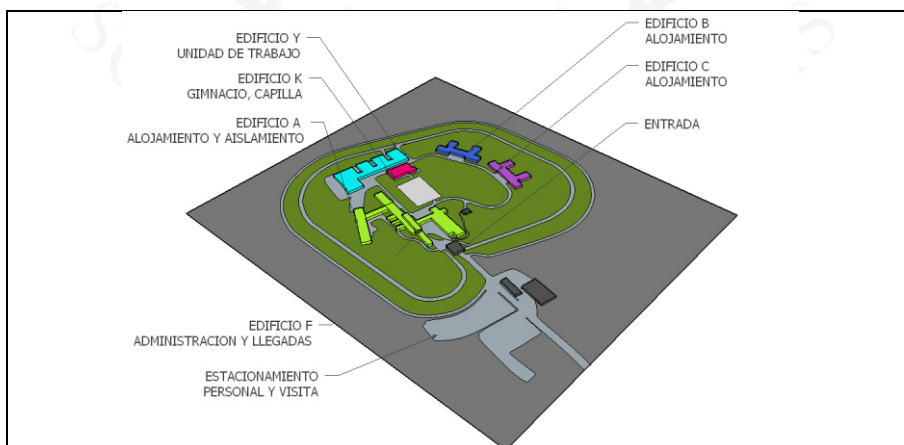 EDIFICIO Y
UNIDAD DE TRABAJO
EDIFICIO K
GIMNACIO, CAPILLA
EDIFICIO A
ALOJAMIENTO Y AISLAMIENTO
EDIFICIO B
ALOJAMIENTO
EDIFICIO C
ALOJAMIENTO
ENTRADA
EDIFICIO F
ADMINISTRACION Y LLEGADAS
ESTACIONAMIENTO
PERSONAL Y VISITA